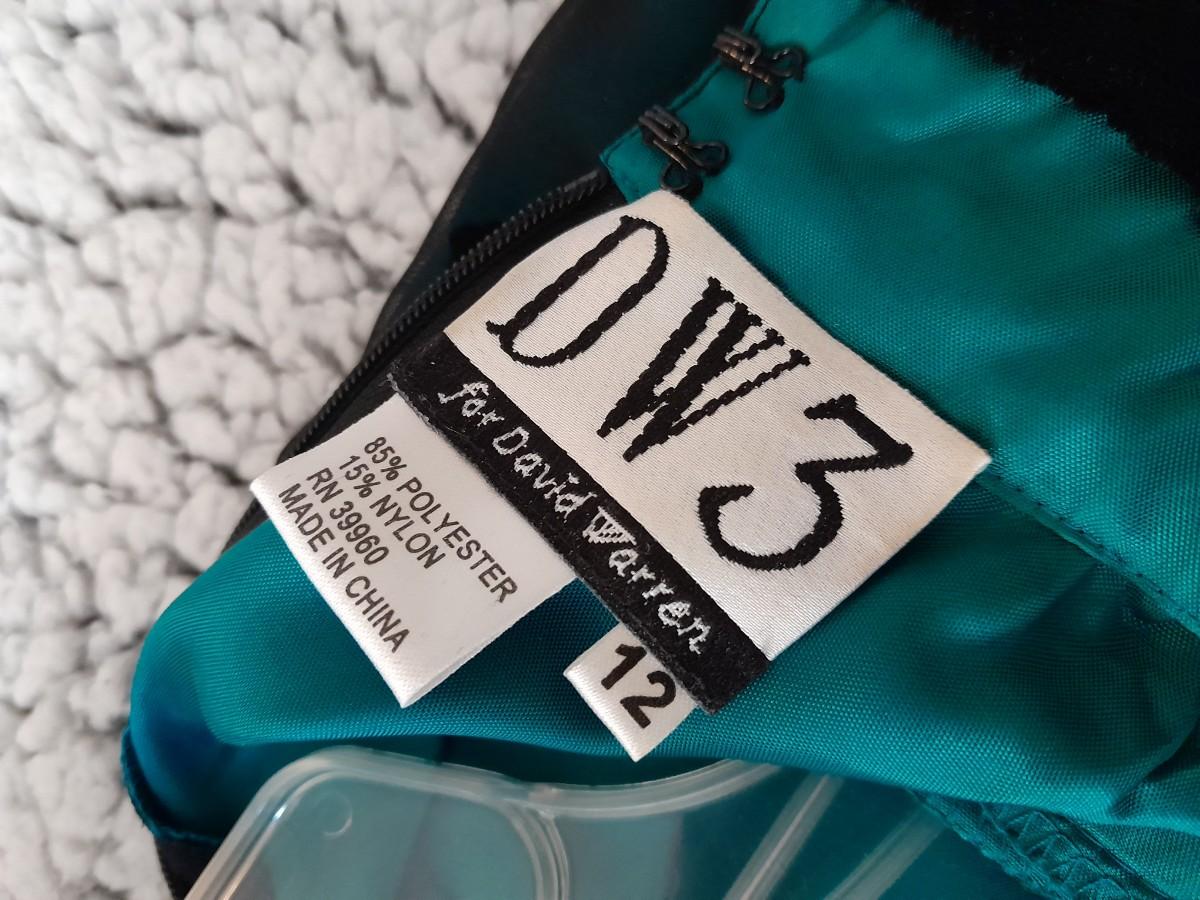 DW3
for David Warren
85% POLYESTER
15% NYLON
RN 39960
MADE IN CHINA
12